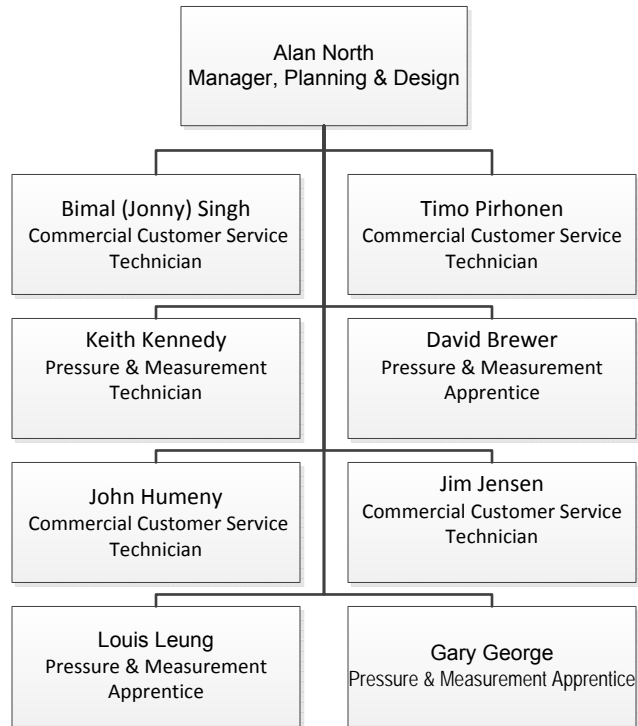 Alan North
Manager, Planning & Design
Bimal (Jonny) Singh
Commercial Customer Service
Technician
Timo Pirhonen
Commercial Customer Service
Technician
Keith Kennedy
Pressure & Measurement
Technician
David Brewer
Pressure & Measurement
Apprentice
John Humeny
Commercial Customer Service
Technician
Jim Jensen
Commercial Customer Service
Technician
Louis Leung
Pressure & Measurement
Apprentice
Gary George
Pressure & Measurement Apprentice